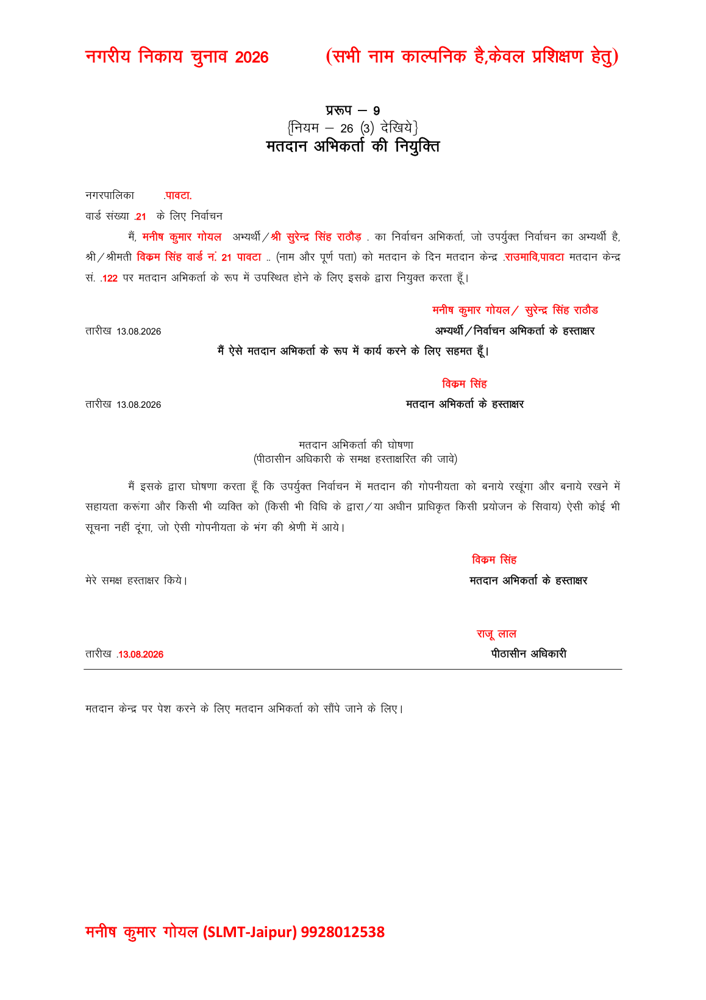 नगरीय निकाय चुनाव 2026 (सभी नाम काल्पनिक है,केवल प्रशिक्षण हेतु)
प्ररूप – 9
{नियम – 26 (3) देखिये}
मतदान अभिकर्ता की नियुक्ति
नगरपालिका .पावटा.
वार्ड संख्या .21 के लिए निर्वाचन
मैं, मनीष कुमार गोयल अभ्यर्थी/श्री सुरेन्द्र सिंह राठौड़ . का निर्वाचन अभिकर्ता, जो उपर्युक्त निर्वाचन का अभ्यर्थी है,
श्री/श्रीमती विक्रम सिंह वार्ड नं. 21 पावटा .. (नाम और पूर्ण पता) को मतदान के दिन मतदान केन्द्र .राउमावि,पावटा मतदान केन्द्र
सं. .122 पर मतदान अभिकर्ता के रूप में उपस्थित होने के लिए इसके द्वारा नियुक्त करता हूँ।
मनीष कुमार गोयल/ सुरेन्द्र सिंह राठौड
तारीख 13.08.2026 अभ्यर्थी/निर्वाचन अभिकर्ता के हस्ताक्षर
मैं ऐसे मतदान अभिकर्ता के रूप में कार्य करने के लिए सहमत हूँ।
विक्रम सिंह
तारीख 13.08.2026 मतदान अभिकर्ता के हस्ताक्षर
मतदान अभिकर्ता की घोषणा
(पीठासीन अधिकारी के समक्ष हस्ताक्षरित की जावे)
मैं इसके द्वारा घोषणा करता हूँ कि उपर्युक्त निर्वाचन में मतदान की गोपनीयता को बनाये रखूंगा और बनाये रखने में
सहायता करूंगा और किसी भी व्यक्ति को (किसी भी विधि के द्वारा/या अधीन प्राधिकृत किसी प्रयोजन के सिवाय) ऐसी कोई भी
सूचना नहीं दूंगा, जो ऐसी गोपनीयता के भंग की श्रेणी में आये।
विक्रम सिंह
मेरे समक्ष हस्ताक्षर किये। मतदान अभिकर्ता के हस्ताक्षर
राजू लाल
तारीख .13.08.2026 पीठासीन अधिकारी
मतदान केन्द्र पर पेश करने के लिए मतदान अभिकर्ता को सौंपे जाने के लिए।
मनीष कुमार गोयल (SLMT-Jaipur) 9928012538